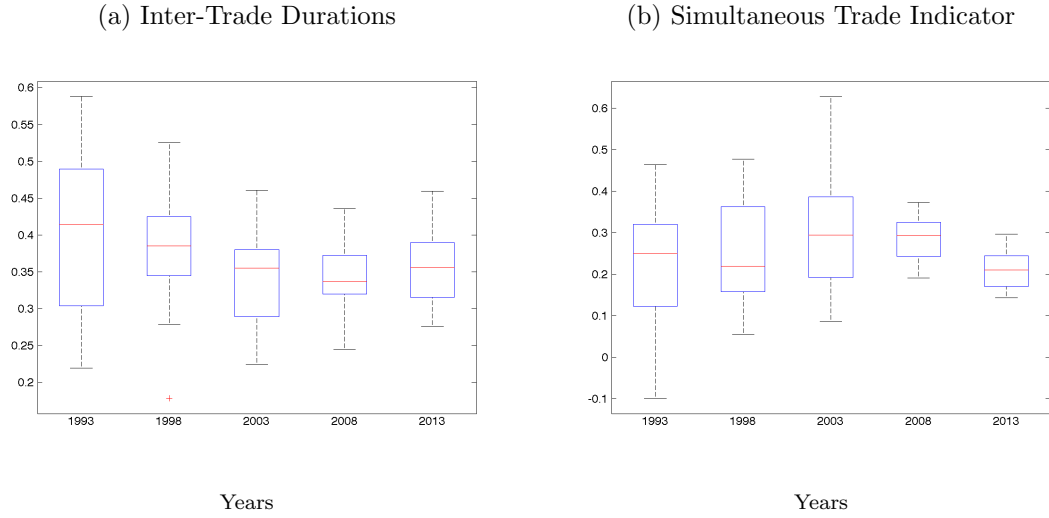 (a) Inter-Trade Durations
0.6
0.55
0.5
0.45
0.4
0.35
0.3
0.25
0.2
1993 1998 2003 2008 2013
Years
(b) Simultaneous Trade Indicator
0.6
0.5
0.4
0.3
0.2
0.1
0
-0.1
1993 1998 2003 2008 2013
Years